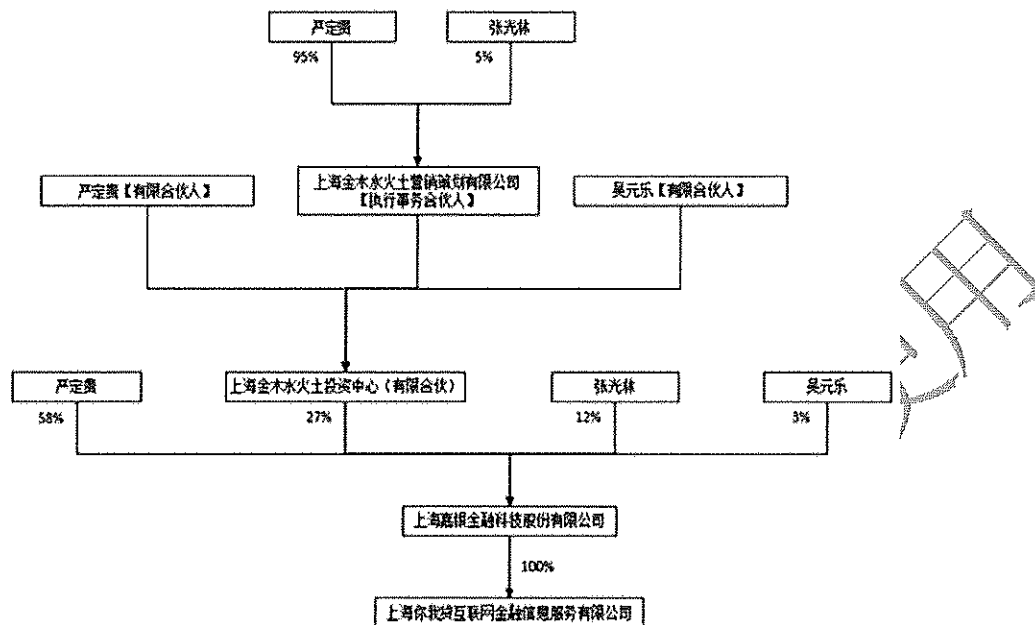 严定贵
张光林
95%
5%
严定贵【有限合伙人】
上海金木水火土营销策划有限公司
【执行事务合伙人】
吴元乐【有限合伙人】
严定贵
上海金木水火土投资中心（有限合伙）
张光林
吴元乐
58%
27%
12%
3%
上海嘉银金融科技股份有限公司
100%
上海你我贷互联网金融信息服务有限公司